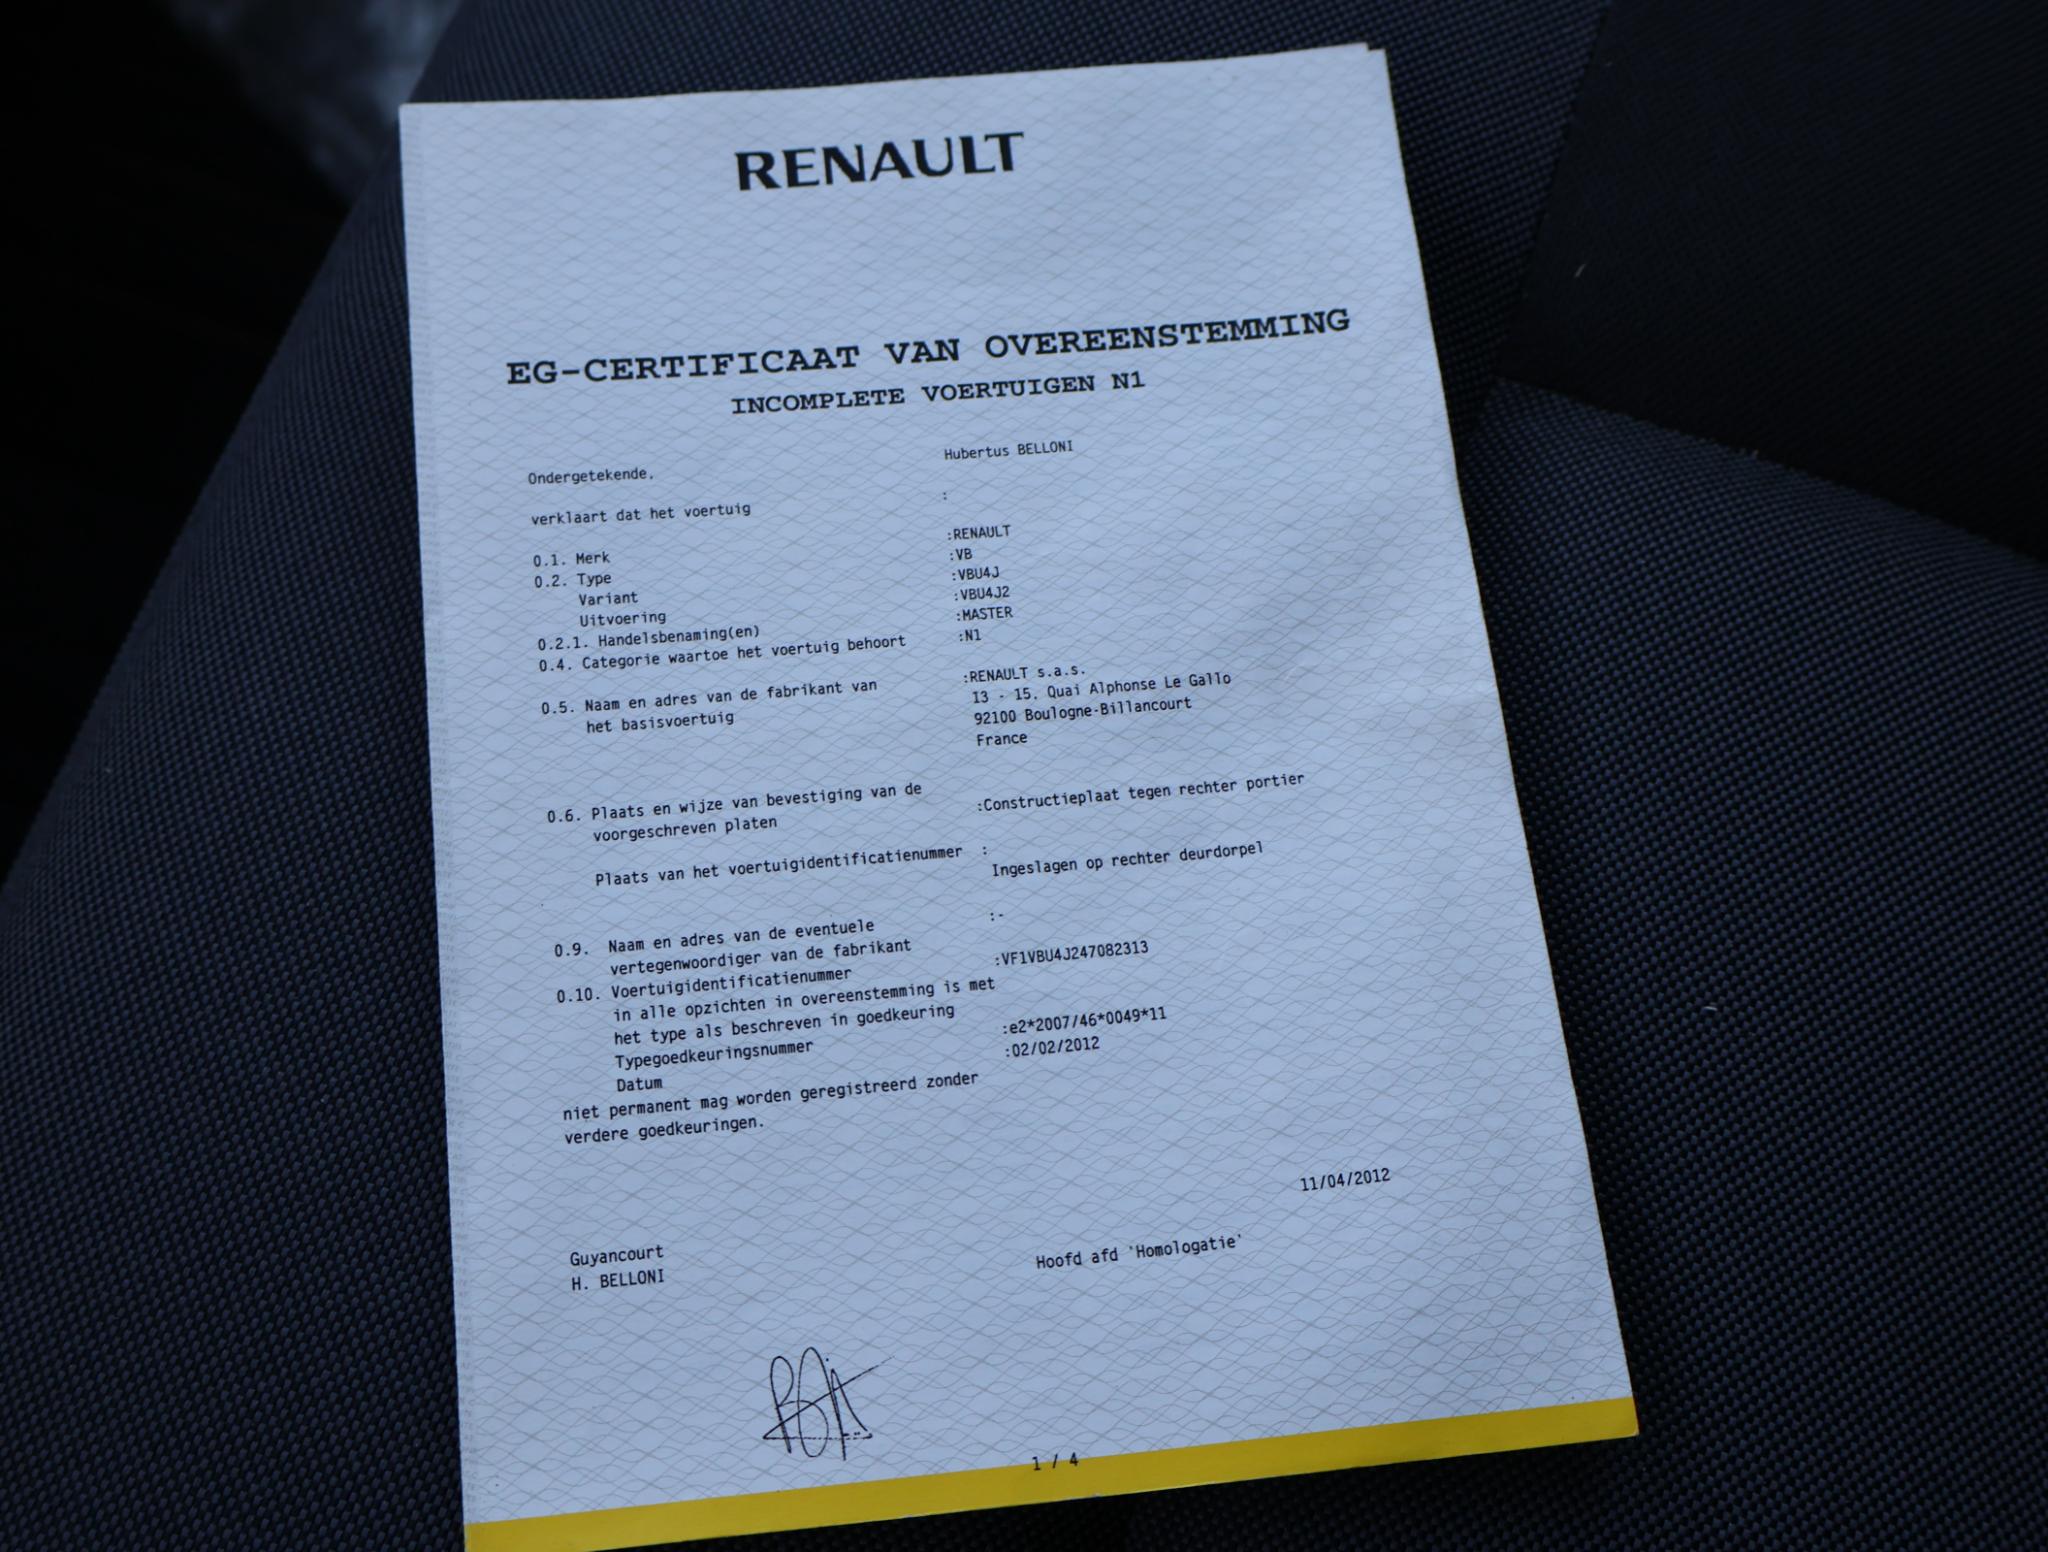 RENAULT
EG-CERTIFICAAT VAN OVEREENSTEMMING
INCOMPLETE VOERTUIGEN N1
Ondergetekende, Hubertus BELLONI
verklaart dat het voertuig :
0.1. Merk :RENAULT
0.2. Type :VB
Variant :VBU4J
Uitvoering :VBU4J2
0.2.1. Handelsbenaming(en) :MASTER
0.4. Categorie waartoe het voertuig behoort :N1
0.5. Naam en adres van de fabrikant van :RENAULT s.a.s.
het basisvoertuig 13 - 15, Quai Alphonse Le Gallo
92100 Boulogne-Billancourt
France
0.6. Plaats en wijze van bevestiging van de :Constructieplaat tegen rechter portier
voorgeschreven platen
Plaats van het voertuigidentificatienummer :
Ingeslagen op rechter deurdorpel
0.9. Naam en adres van de eventuele :-
vertegenwoordiger van de fabrikant
0.10. Voertuigidentificatienummer :VF1VBU4J247082313
in alle opzichten in overeenstemming is met
het type als beschreven in goedkeuring
Typegoedkeuringsnummer :e2*2007/46*0049*11
Datum :02/02/2012
niet permanent mag worden geregistreerd zonder
verdere goedkeuringen.
11/04/2012
Guyancourt Hoofd afd 'Homologatie'
H. BELLONI
1 / 4